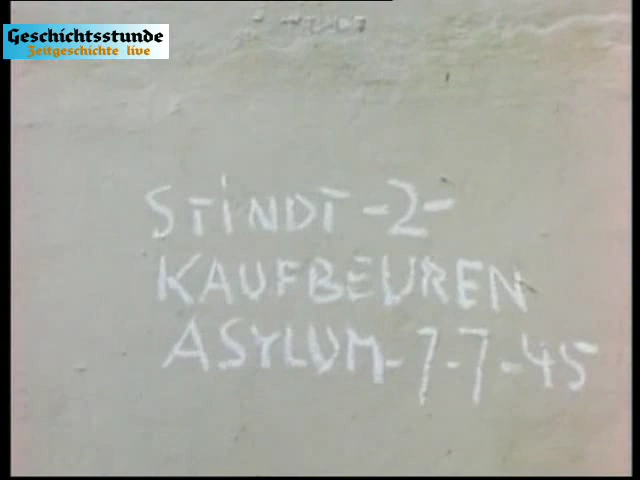 Geschichtsstunde
Zeitgeschichte live
STINDT -2-
KAUFBEUREN
ASYLUM-7-7-45